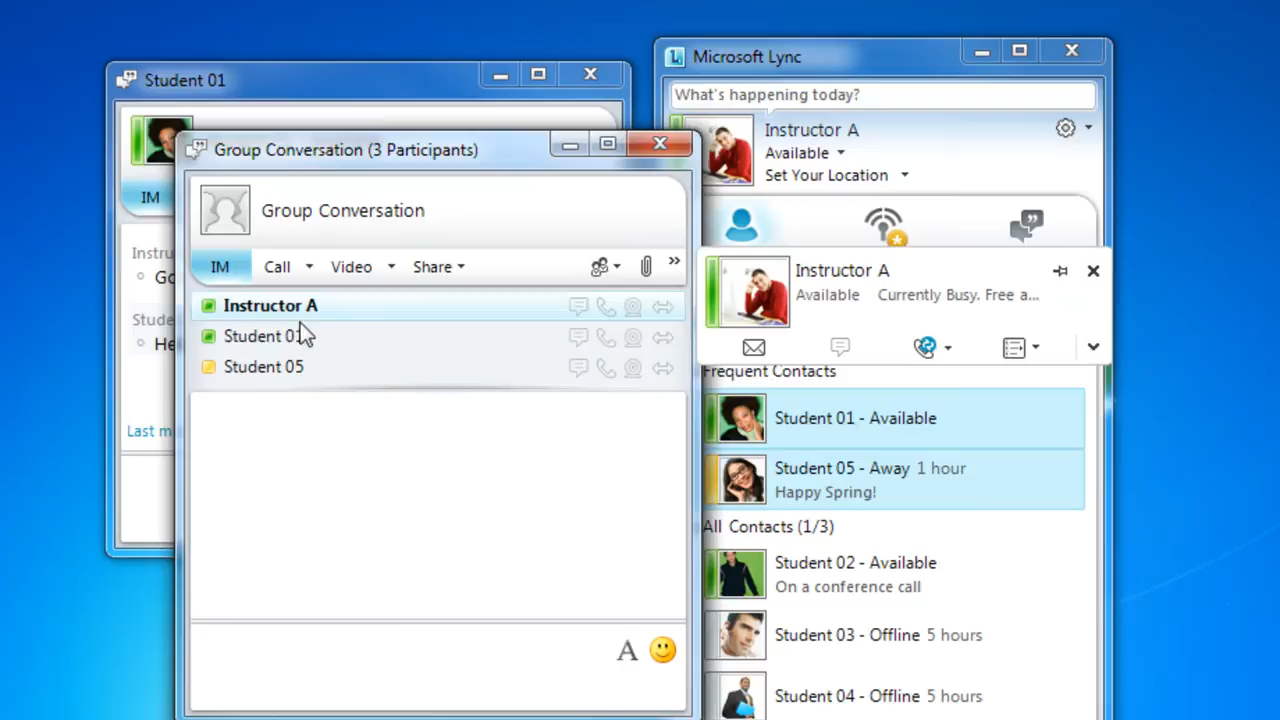 Student 01
IM
Last m
Group Conversation (3 Participants)
Group Conversation
IM Call Video Share
Instructor A
Student 01
Student 05
A
Microsoft Lync
What's happening today?
Instructor A
Available
Set Your Location
Instructor A
Available Currently Busy. Free a...
Frequent Contacts
Student 01 - Available
Student 05 - Away 1 hour
Happy Spring!
All Contacts (1/3)
Student 02 - Available
On a conference call
Student 03 - Offline 5 hours
Student 04 - Offline 5 hours